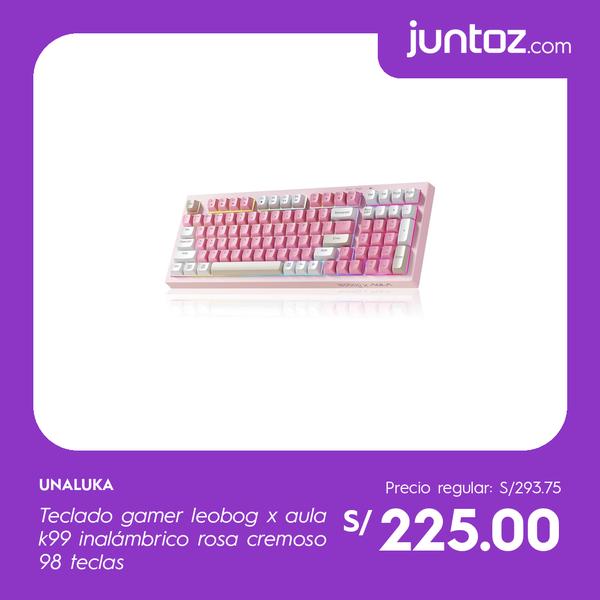 juntoz.com
UNALUKA
Teclado gamer leobog x aula
k99 inalámbrico rosa cremoso
98 teclas
Precio regular: S/293.75
S/ 225.00